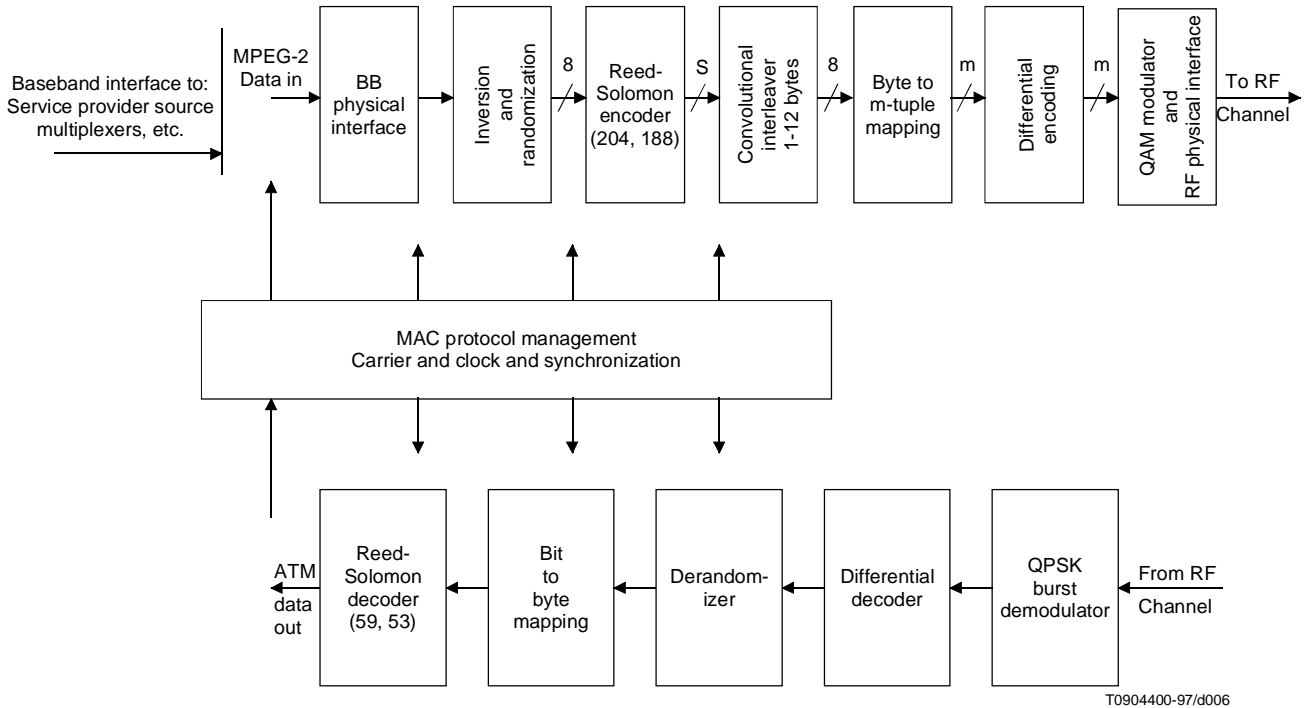 Baseband interface to:
Service provider source
multiplexers, etc.
MPEG-2
Data in
BB
physical
interface
Inversion
and
randomization
8
Reed-
Solomon
encoder
(204, 188)
S
Convolutional
interleaver
1-12 bytes
8
Byte to
m-tuple
mapping
m
Differential
encoding
m
QAM modulator
and
RF physical interface
To RF
Channel
MAC protocol management
Carrier and clock and synchronization
ATM
data
out
Reed-
Solomon
decoder
(59, 53)
Bit
to
byte
mapping
Derandom-
izer
Differential
decoder
QPSK
burst
demodulator
From RF
Channel
T0904400-97/d006